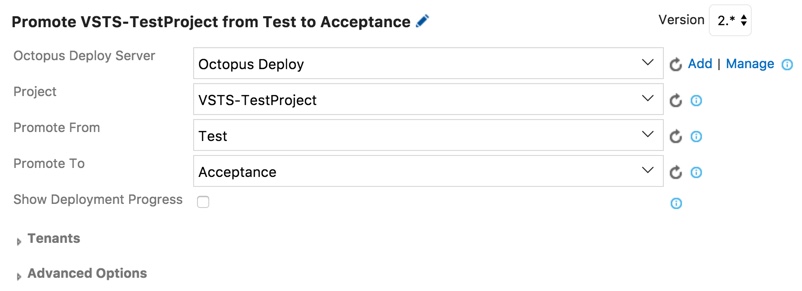 Promote VSTS-TestProject from Test to Acceptance Version 2.*
Octopus Deploy Server Octopus Deploy Add | Manage
Project VSTS-TestProject
Promote From Test
Promote To Acceptance
Show Deployment Progress
Tenants
Advanced Options